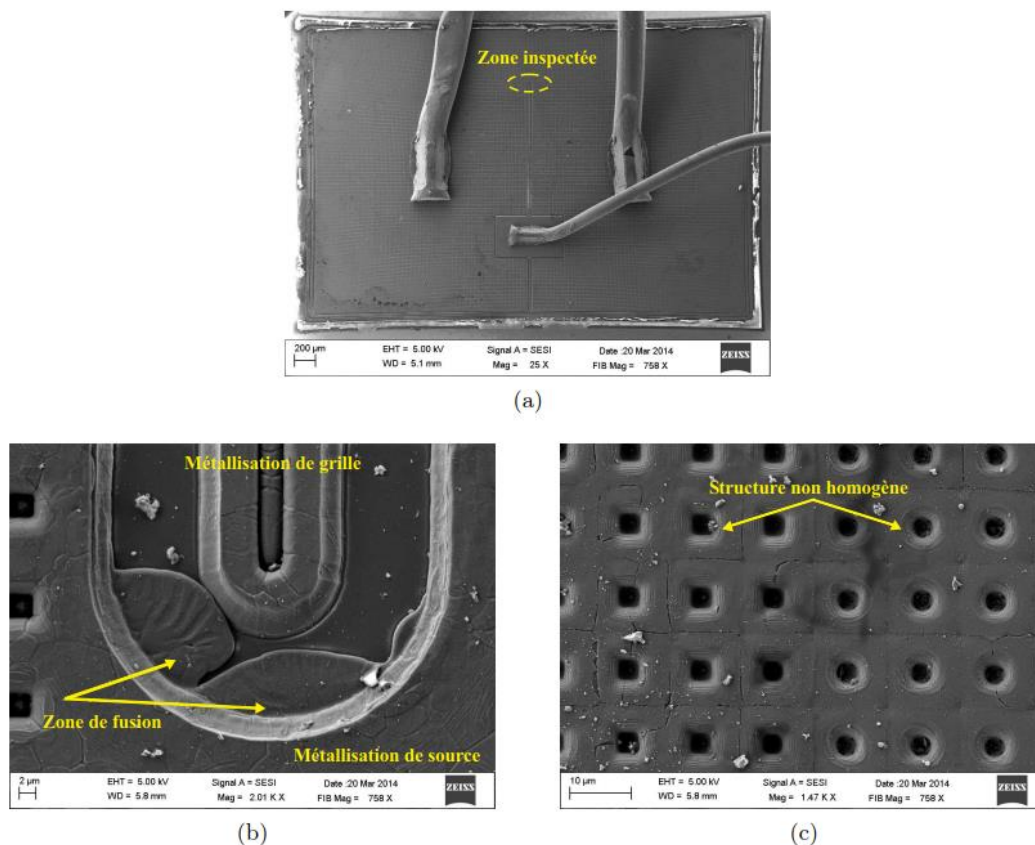 Zone inspectée
200 µm EHT = 5.00 kV Signal A = SESI Date :20 Mar 2014
WD = 5.1 mm Mag = 25 X FIB Mag = 758 X
ZEISS
(a)
Métallisation de grille
Zone de fusion
Métallisation de source
2 µm EHT = 5.00 kV Signal A = SESI Date :20 Mar 2014
WD = 5.8 mm Mag = 2.01 K X FIB Mag = 758 X
ZEISS
(b)
Structure non homogène
10 µm EHT = 5.00 kV Signal A = SESI Date :20 Mar 2014
WD = 5.8 mm Mag = 1.47 K X FIB Mag = 758 X
ZEISS
(c)